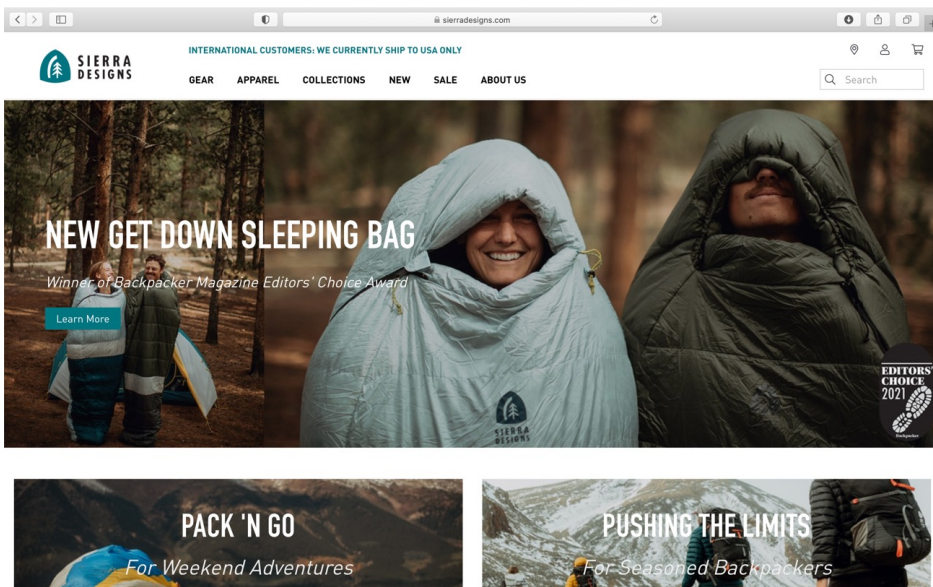 sierradesigns.com
INTERNATIONAL CUSTOMERS: WE CURRENTLY SHIP TO USA ONLY
SIERRA
DESIGNS
GEAR APPAREL COLLECTIONS NEW SALE ABOUT US
Search
NEW GET DOWN SLEEPING BAG
Winner of Backpacker Magazine Editors' Choice Award
Learn More
SIERRA
DESIGNS
EDITORS'
CHOICE
2021
Backpacker
PACK 'N GO
For Weekend Adventures
PUSHING THE LIMITS
For Seasoned Backpackers